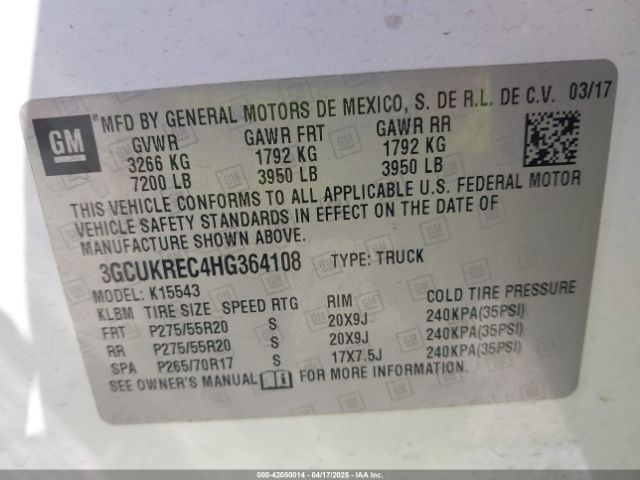 GM
® MFD BY GENERAL MOTORS DE MEXICO, S. DE R.L. DE C.V. 03/17
GVWR GAWR FRT GAWR RR
3266 KG 1792 KG 1792 KG
7200 LB 3950 LB 3950 LB
THIS VEHICLE CONFORMS TO ALL APPLICABLE U.S. FEDERAL MOTOR
VEHICLE SAFETY STANDARDS IN EFFECT ON THE DATE OF
MANUFACTURE SHOWN ABOVE.
3GCUKREC4HG364108 TYPE: TRUCK
MODEL: K15543
KLBM TIRE SIZE SPEED RTG RIM COLD TIRE PRESSURE
FRT P275/55R20 S 20X9J 240KPA(35PSI)
RR P275/55R20 S 20X9J 240KPA(35PSI)
SPA P265/70R17 S 17X7.5J 240KPA(35PSI)
SEE OWNER'S MANUAL FOR MORE INFORMATION.
000-42050014 - 04/17/2025 - IAAI.COM